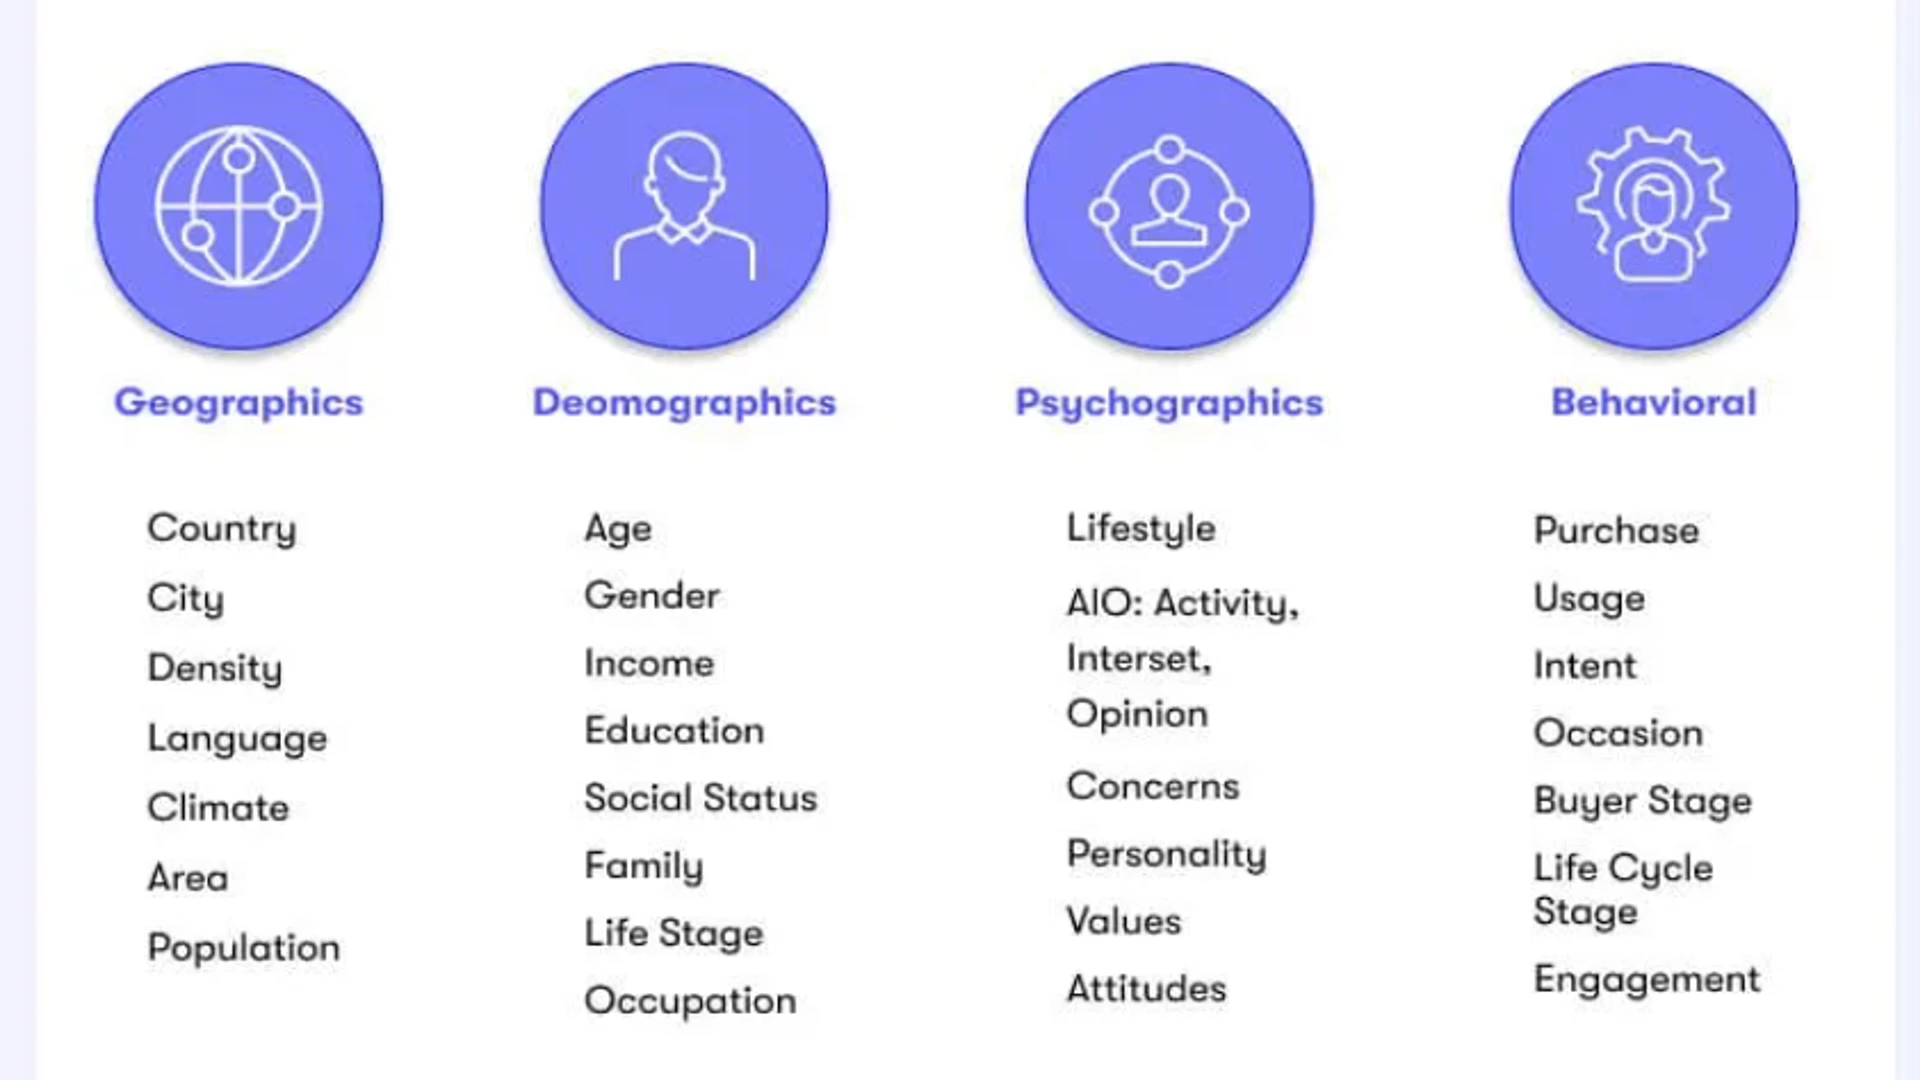 Geographics
Country
City
Density
Language
Climate
Area
Population
Deomographics
Age
Gender
Income
Education
Social Status
Family
Life Stage
Occupation
Psychographics
Lifestyle
AIO: Activity,
Interset,
Opinion
Concerns
Personality
Values
Attitudes
Behavioral
Purchase
Usage
Intent
Occasion
Buyer Stage
Life Cycle
Stage
Engagement